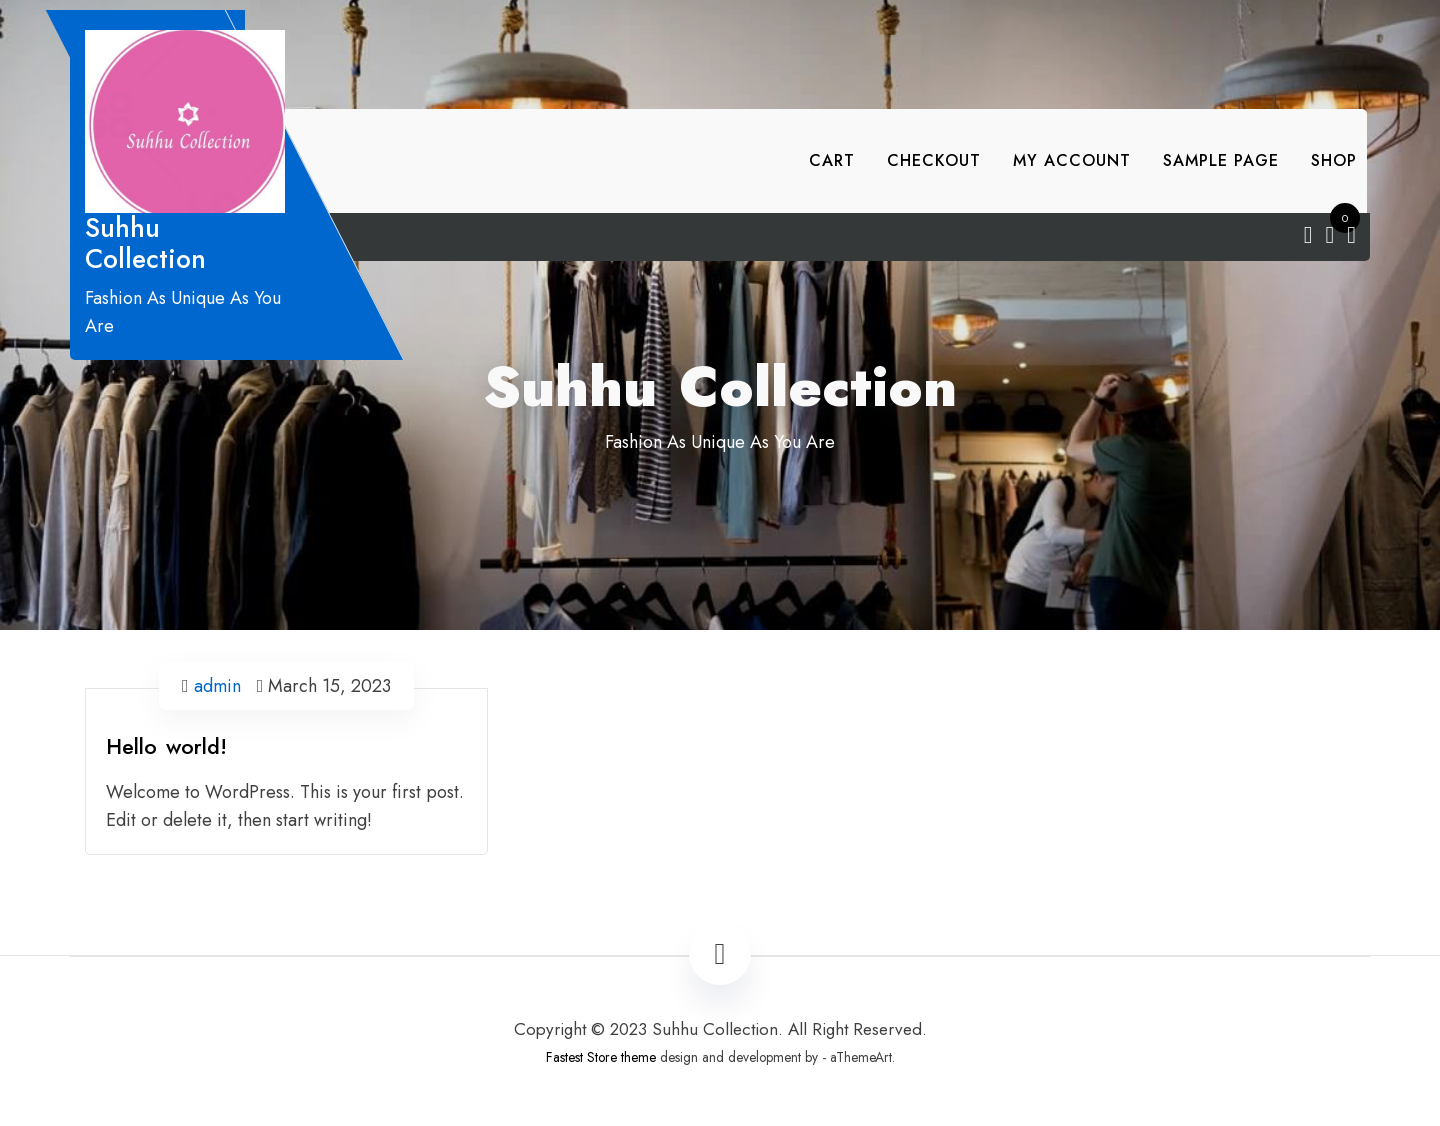 Suhhu Collection
CART CHECKOUT MY ACCOUNT SAMPLE PAGE SHOP
0
Suhhu
Collection
Fashion As Unique As You
Are
Suhhu Collection
Fashion As Unique As You Are
admin March 15, 2023
Hello world!
Welcome to WordPress. This is your first post.
Edit or delete it, then start writing!
Copyright © 2023 Suhhu Collection. All Right Reserved.
Fastest Store theme design and development by - aThemeArt.